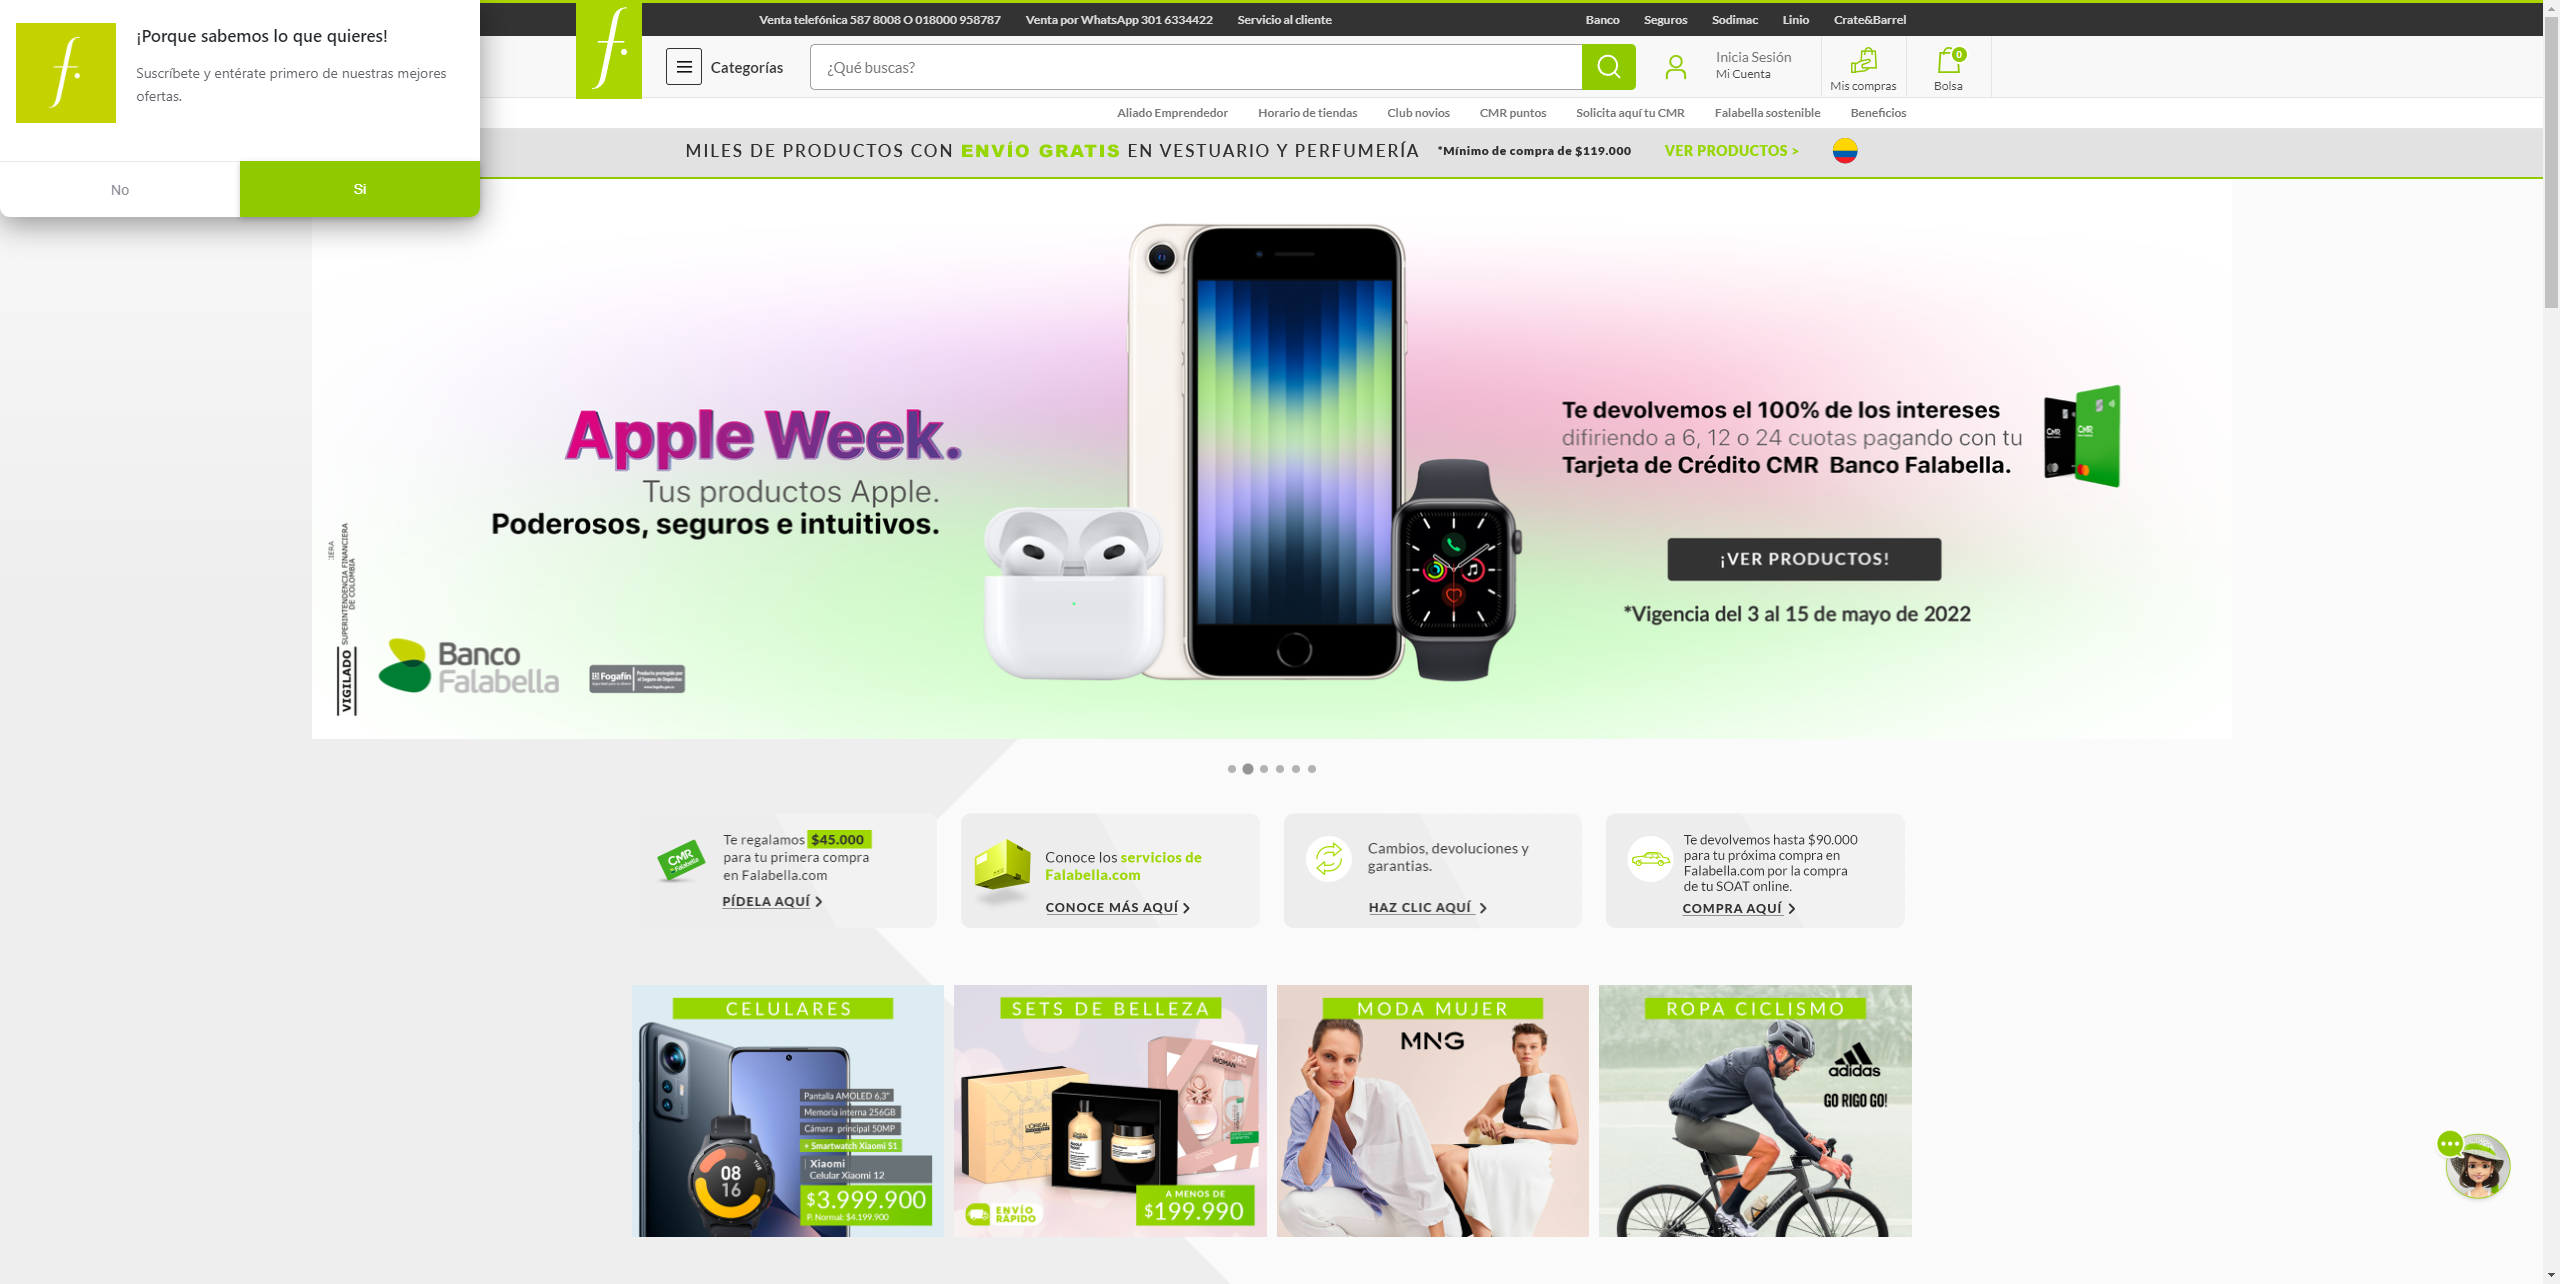 ¡Porque sabemos lo que quieres!
Suscríbete y entérate primero de nuestras mejores
ofertas.
No
Si
Venta telefónica 587 8008 O 018000 958787
Venta por WhatsApp 301 6334422
Servicio al cliente
Banco
Seguros
Sodimac
Linio
Crate&Barrel
f.
Categorías
¿Qué buscas?
Inicia Sesión
Mi Cuenta
Mis compras
0
Bolsa
Aliado Emprendedor
Horario de tiendas
Club novios
CMR puntos
Solicita aquí tu CMR
Falabella sostenible
Beneficios
MILES DE PRODUCTOS CON ENVÍO GRATIS EN VESTUARIO Y PERFUMERÍA *Mínimo de compra de $119.000 VER PRODUCTOS >
Apple Week.
Tus productos Apple.
Poderosos, seguros e intuitivos.
Te devolvemos el 100% de los intereses
difiriendo a 6, 12 o 24 cuotas pagando con tu
Tarjeta de Crédito CMR Banco Falabella.
CMR
CMR
¡VER PRODUCTOS!
*Vigencia del 3 al 15 de mayo de 2022
VIGILADO
SUPERINTENDENCIA FINANCIERA
DE COLOMBIA
Banco
Falabella
Fogafín
Te regalamos $45.000
para tu primera compra
en Falabella.com
PÍDELA AQUÍ
CMR
Falabella
Conoce los servicios de
Falabella.com
CONOCE MÁS AQUÍ
Cambios, devoluciones y
garantias.
HAZ CLIC AQUÍ
Te devolvemos hasta $90.000
para tu próxima compra en
Falabella.com por la compra
de tu SOAT online.
COMPRA AQUÍ
CELULARES
Pantalla AMOLED 6,3"
Memoria interna 256GB
Cámara principal 50MP
+ Smartwatch Xiaomi S1
Xiaomi
Celular Xiaomi 12
$3.999.900
P. Normal: $4.199.900
08
16
TUE
SETS DE BELLEZA
COLORS
WOMAN
L'ORÉAL
ENVÍO
RÁPIDO
A MENOS DE
$199.990
MODA MUJER
MNG
ROPA CICLISMO
adidas
GO RIGO GO!